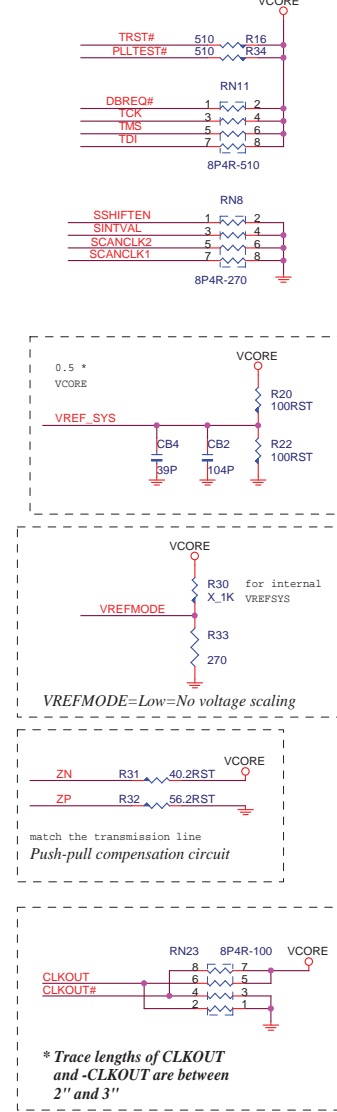 VCORE
TRST# 510 R16
PLLTEST# 510 R34
RN11
DBREQ# 1 2
TCK 3 4
TMS 5 6
TDI 7 8
8P4R-510
RN8
SSHIFTEN 1 2
SINTVAL 3 4
SCANCLK2 5 6
SCANCLK1 7 8
8P4R-270
0.5 *
VCORE
VCORE
R20
100RST
VREF_SYS
CB4
39P
CB2
104P
R22
100RST
VCORE
R30
X_1K
for internal
VREFSYS
VREFMODE
R33
270
VREFMODE=Low=No voltage scaling
VCORE
ZN R31 40.2RST
ZP R32 56.2RST
match the transmission line
Push-pull compensation circuit
RN23 8P4R-100 VCORE
8 7
CLKOUT 6 5
CLKOUT# 4 3
2 1
* Trace lengths of CLKOUT
and -CLKOUT are between
2" and 3"